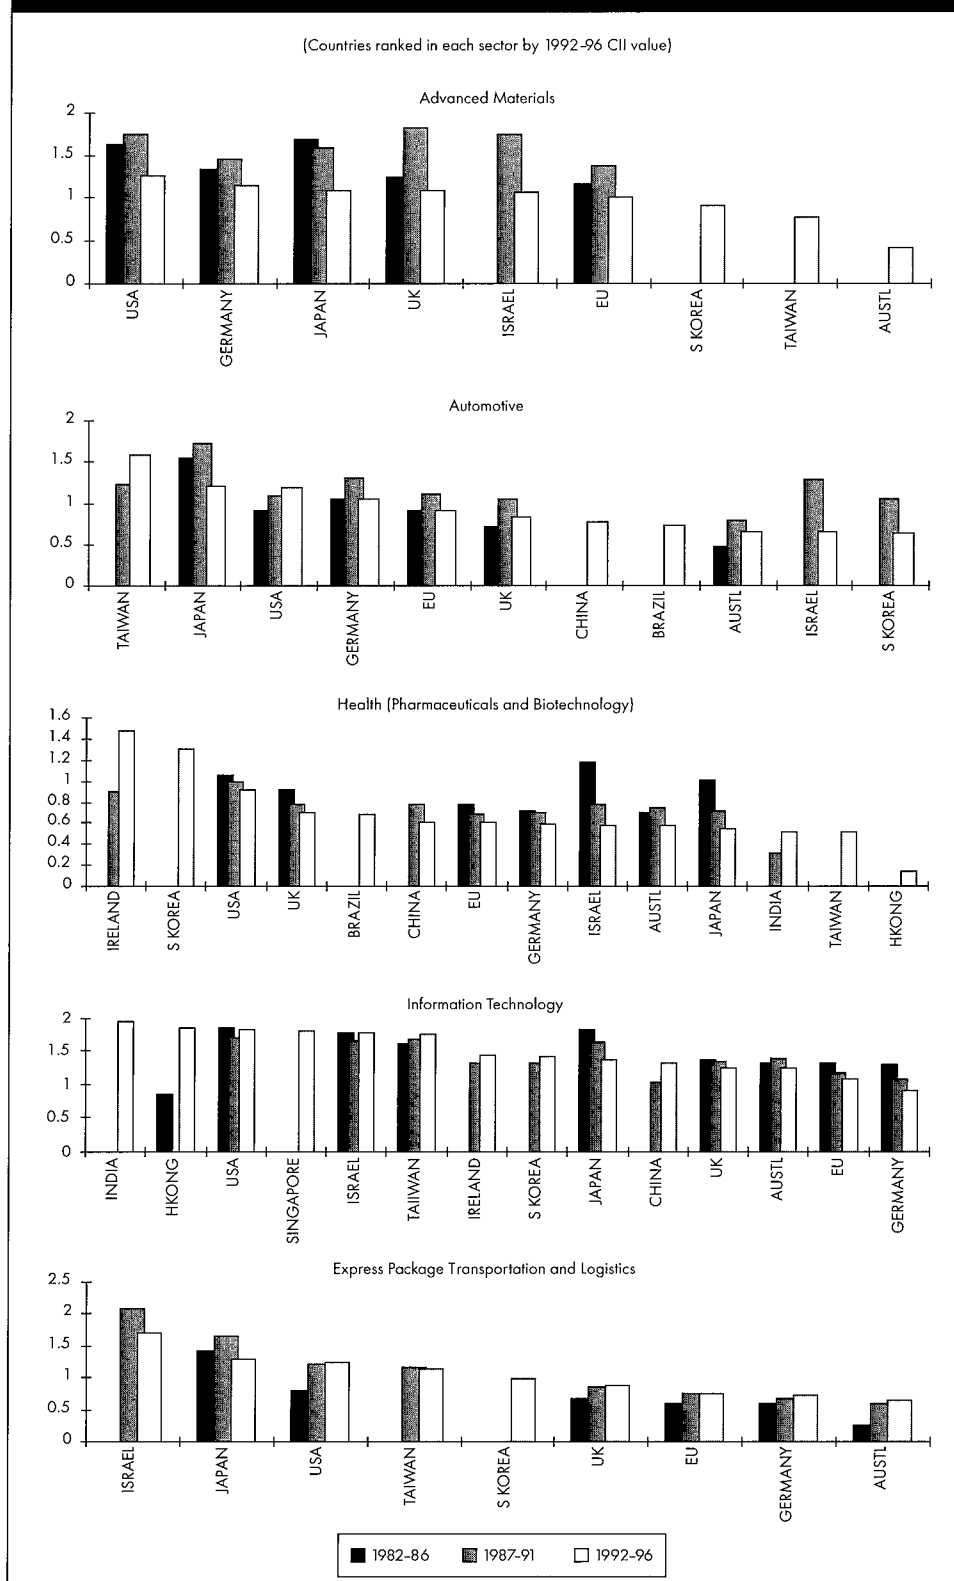 (Countries ranked in each sector by 1992–96 CII value)
Advanced Materials
2
1.5
1
0.5
0
USA
GERMANY
JAPAN
UK
ISRAEL
EU
S KOREA
TAIWAN
AUSTL
Automotive
2
1.5
1
0.5
0
TAIWAN
JAPAN
USA
GERMANY
EU
UK
CHINA
BRAZIL
AUSTL
ISRAEL
S KOREA
Health (Pharmaceuticals and Biotechnology)
1.6
1.4
1.2
1
0.8
0.6
0.4
0.2
0
IRELAND
S KOREA
USA
UK
BRAZIL
CHINA
EU
GERMANY
ISRAEL
AUSTL
JAPAN
INDIA
TAIWAN
HKONG
Information Technology
2
1.5
1
0.5
0
INDIA
HKONG
USA
SINGAPORE
ISRAEL
TAIIWAN
IRELAND
S KOREA
JAPAN
CHINA
UK
AUSTL
EU
GERMANY
Express Package Transportation and Logistics
2.5
2
1.5
1
0.5
0
ISRAEL
JAPAN
USA
TAIWAN
S KOREA
UK
EU
GERMANY
AUSTL
1982–86 1987–91 1992–96